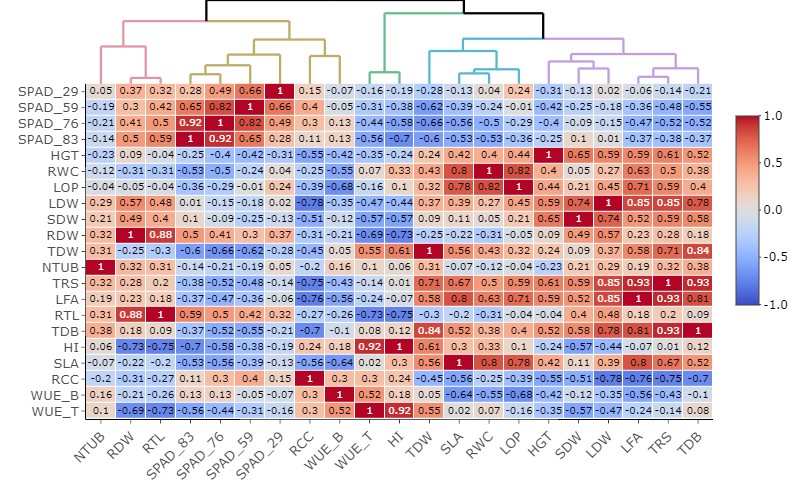 SPAD_29 0.05 0.37 0.32 0.28 0.49 0.66 1 0.15 -0.07 -0.16 -0.19 -0.28 -0.13 0.04 0.24 -0.31 -0.13 0.02 -0.06 -0.14 -0.21
SPAD_59 -0.19 0.3 0.42 0.65 0.82 1 0.66 0.4 -0.05 -0.31 -0.38 -0.62 -0.39 -0.24 -0.01 -0.42 -0.25 -0.18 -0.36 -0.48 -0.55
SPAD_76 -0.21 0.41 0.5 0.92 1 0.82 0.49 0.3 0.13 -0.44 -0.58 -0.66 -0.56 -0.5 -0.29 -0.4 -0.09 -0.15 -0.47 -0.52 -0.52
SPAD_83 -0.14 0.5 0.59 1 0.92 0.65 0.28 0.11 0.13 -0.56 -0.7 -0.6 -0.53 -0.53 -0.36 -0.25 0.1 0.01 -0.37 -0.38 -0.37
HGT -0.23 0.09 -0.04 -0.25 -0.4 -0.42 -0.31 -0.55 -0.42 -0.35 -0.24 0.24 0.42 0.4 0.44 1 0.65 0.59 0.59 0.61 0.52
RWC -0.12 -0.31 -0.31 -0.53 -0.5 -0.24 0.04 -0.25 -0.55 0.07 0.33 0.43 0.8 1 0.82 0.4 0.05 0.27 0.63 0.5 0.38
LOP -0.04 -0.05 -0.04 -0.36 -0.29 -0.01 0.24 -0.39 -0.68 -0.16 0.1 0.32 0.78 0.82 1 0.44 0.21 0.45 0.71 0.59 0.4
LDW 0.29 0.57 0.48 0.01 -0.15 -0.18 0.02 -0.78 -0.35 -0.47 -0.44 0.37 0.39 0.27 0.45 0.59 0.74 1 0.85 0.85 0.78
SDW 0.21 0.49 0.4 0.1 -0.09 -0.25 -0.13 -0.51 -0.12 -0.57 -0.57 0.09 0.11 0.05 0.21 0.65 1 0.74 0.52 0.59 0.58
RDW 0.32 1 0.88 0.5 0.41 0.3 0.37 -0.31 -0.21 -0.69 -0.73 -0.25 -0.22 -0.31 -0.05 0.09 0.49 0.57 0.23 0.28 0.18
TDW 0.31 -0.25 -0.3 -0.6 -0.66 -0.62 -0.28 -0.45 0.05 0.55 0.61 1 0.56 0.43 0.32 0.24 0.09 0.37 0.58 0.71 0.84
NTUB 1 0.32 0.31 -0.14 -0.21 -0.19 0.05 -0.2 0.16 0.1 0.06 0.31 -0.07 -0.12 -0.04 -0.23 0.21 0.29 0.19 0.32 0.38
TRS 0.32 0.28 0.2 -0.38 -0.52 -0.48 -0.14 -0.75 -0.43 -0.14 0.01 0.71 0.67 0.5 0.59 0.61 0.59 0.85 0.93 1 0.93
LFA 0.19 0.23 0.18 -0.37 -0.47 -0.36 -0.06 -0.76 -0.56 -0.24 -0.07 0.58 0.8 0.63 0.71 0.59 0.52 0.85 1 0.93 0.81
RTL 0.31 0.88 1 0.59 0.5 0.42 0.32 -0.27 -0.26 -0.73 -0.75 -0.3 -0.2 -0.31 -0.04 -0.04 0.4 0.48 0.18 0.2 0.09
TDB 0.38 0.18 0.09 -0.37 -0.52 -0.55 -0.21 -0.7 -0.1 0.08 0.12 0.84 0.52 0.38 0.4 0.52 0.58 0.78 0.81 0.93 1
HI 0.06 -0.73 -0.75 -0.7 -0.58 -0.38 -0.19 0.24 0.18 0.92 1 0.61 0.3 0.33 0.1 -0.24 -0.57 -0.44 -0.07 0.01 0.12
SLA -0.07 -0.22 -0.2 -0.53 -0.56 -0.39 -0.13 -0.56 -0.64 0.02 0.3 0.56 1 0.8 0.78 0.42 0.11 0.39 0.8 0.67 0.52
RCC -0.2 -0.31 -0.27 0.11 0.3 0.4 0.15 1 0.3 0.3 0.24 -0.45 -0.56 -0.25 -0.39 -0.55 -0.51 -0.78 -0.76 -0.75 -0.7
WUE_B 0.16 -0.21 -0.26 0.13 0.13 -0.05 -0.07 0.3 1 0.52 0.18 0.05 -0.64 -0.55 -0.68 -0.42 -0.12 -0.35 -0.56 -0.43 -0.1
WUE_T 0.1 -0.69 -0.73 -0.56 -0.44 -0.31 -0.16 0.3 0.52 1 0.92 0.55 0.02 0.07 -0.16 -0.35 -0.57 -0.47 -0.24 -0.14 0.08
NTUB RDW RTL SPAD_83 SPAD_76 SPAD_59 SPAD_29 RCC WUE_B WUE_T HI TDW SLA RWC LOP HGT SDW LDW LFA TRS TDB
1.0
0.5
0.0
-0.5
-1.0